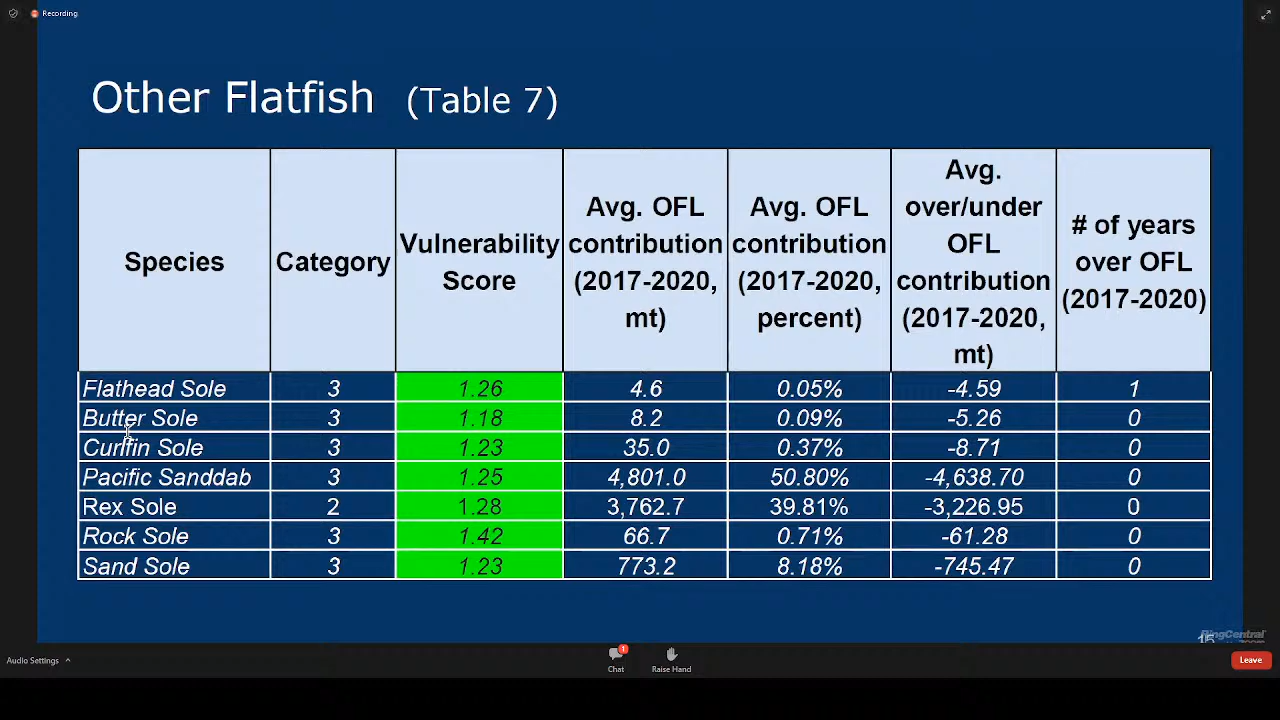 Recording
Other Flatfish (Table 7)
Species
Category
Vulnerability
Score
Avg. OFL
contribution
(2017-2020,
mt)
Avg. OFL
contribution
(2017-2020,
percent)
Avg.
over/under
OFL
contribution
(2017-2020,
mt)
# of years
over OFL
(2017-2020)
Flathead Sole 3 1.26 4.6 0.05% -4.59 1
Butter Sole 3 1.18 8.2 0.09% -5.26 0
Curlfin Sole 3 1.23 35.0 0.37% -8.71 0
Pacific Sanddab 3 1.25 4,801.0 50.80% -4,638.70 0
Rex Sole 2 1.28 3,762.7 39.81% -3,226.95 0
Rock Sole 3 1.42 66.7 0.71% -61.28 0
Sand Sole 3 1.23 773.2 8.18% -745.47 0
15
RingCentral
Audio Settings
1
Chat
Raise Hand
Leave